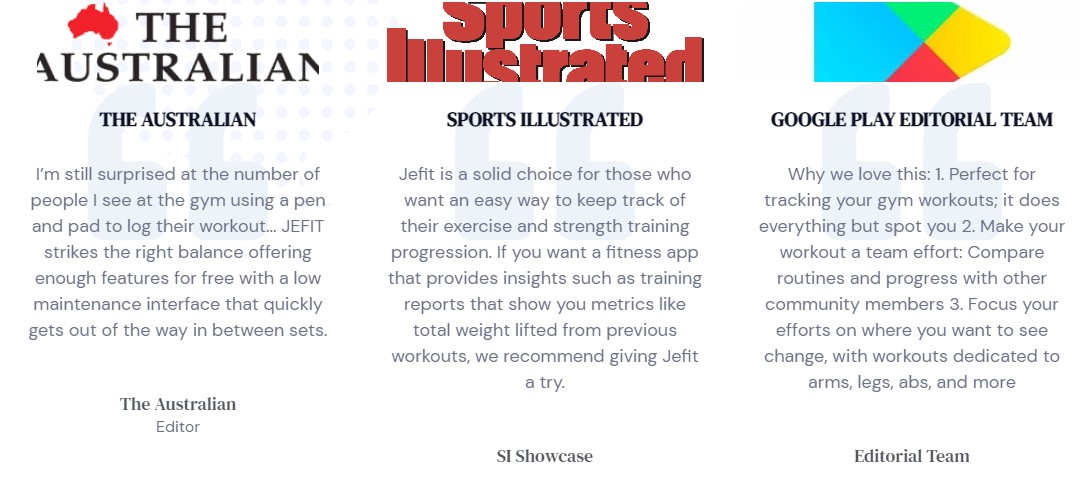 THE
AUSTRALIAN
THE AUSTRALIAN
I’m still surprised at the number of
people I see at the gym using a pen
and pad to log their workout... JEFIT
strikes the right balance offering
enough features for free with a low
maintenance interface that quickly
gets out of the way in between sets.
The Australian
Editor
Sports
Illustrated
SPORTS ILLUSTRATED
Jefit is a solid choice for those who
want an easy way to keep track of
their exercise and strength training
progression. If you want a fitness app
that provides insights such as training
reports that show you metrics like
total weight lifted from previous
workouts, we recommend giving Jefit
a try.
SI Showcase
GOOGLE PLAY EDITORIAL TEAM
Why we love this: 1. Perfect for
tracking your gym workouts; it does
everything but spot you 2. Make your
workout a team effort: Compare
routines and progress with other
community members 3. Focus your
efforts on where you want to see
change, with workouts dedicated to
arms, legs, abs, and more
Editorial Team